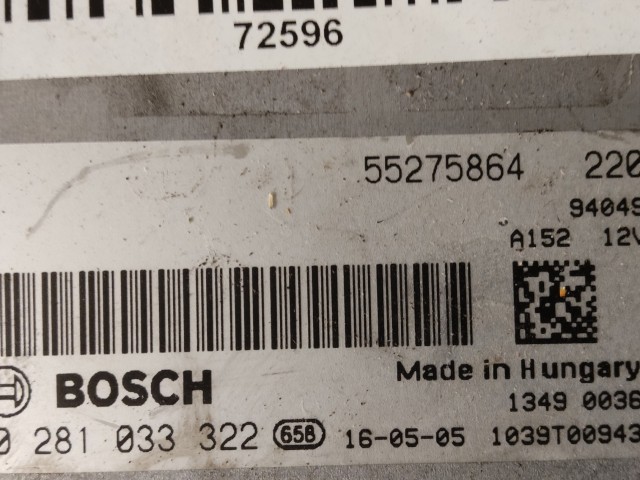 72596
55275864 220
94049
A152 12V
BOSCH Made in Hungary
1349 0036
0 281 033 322 658 16-05-05 1039T00943